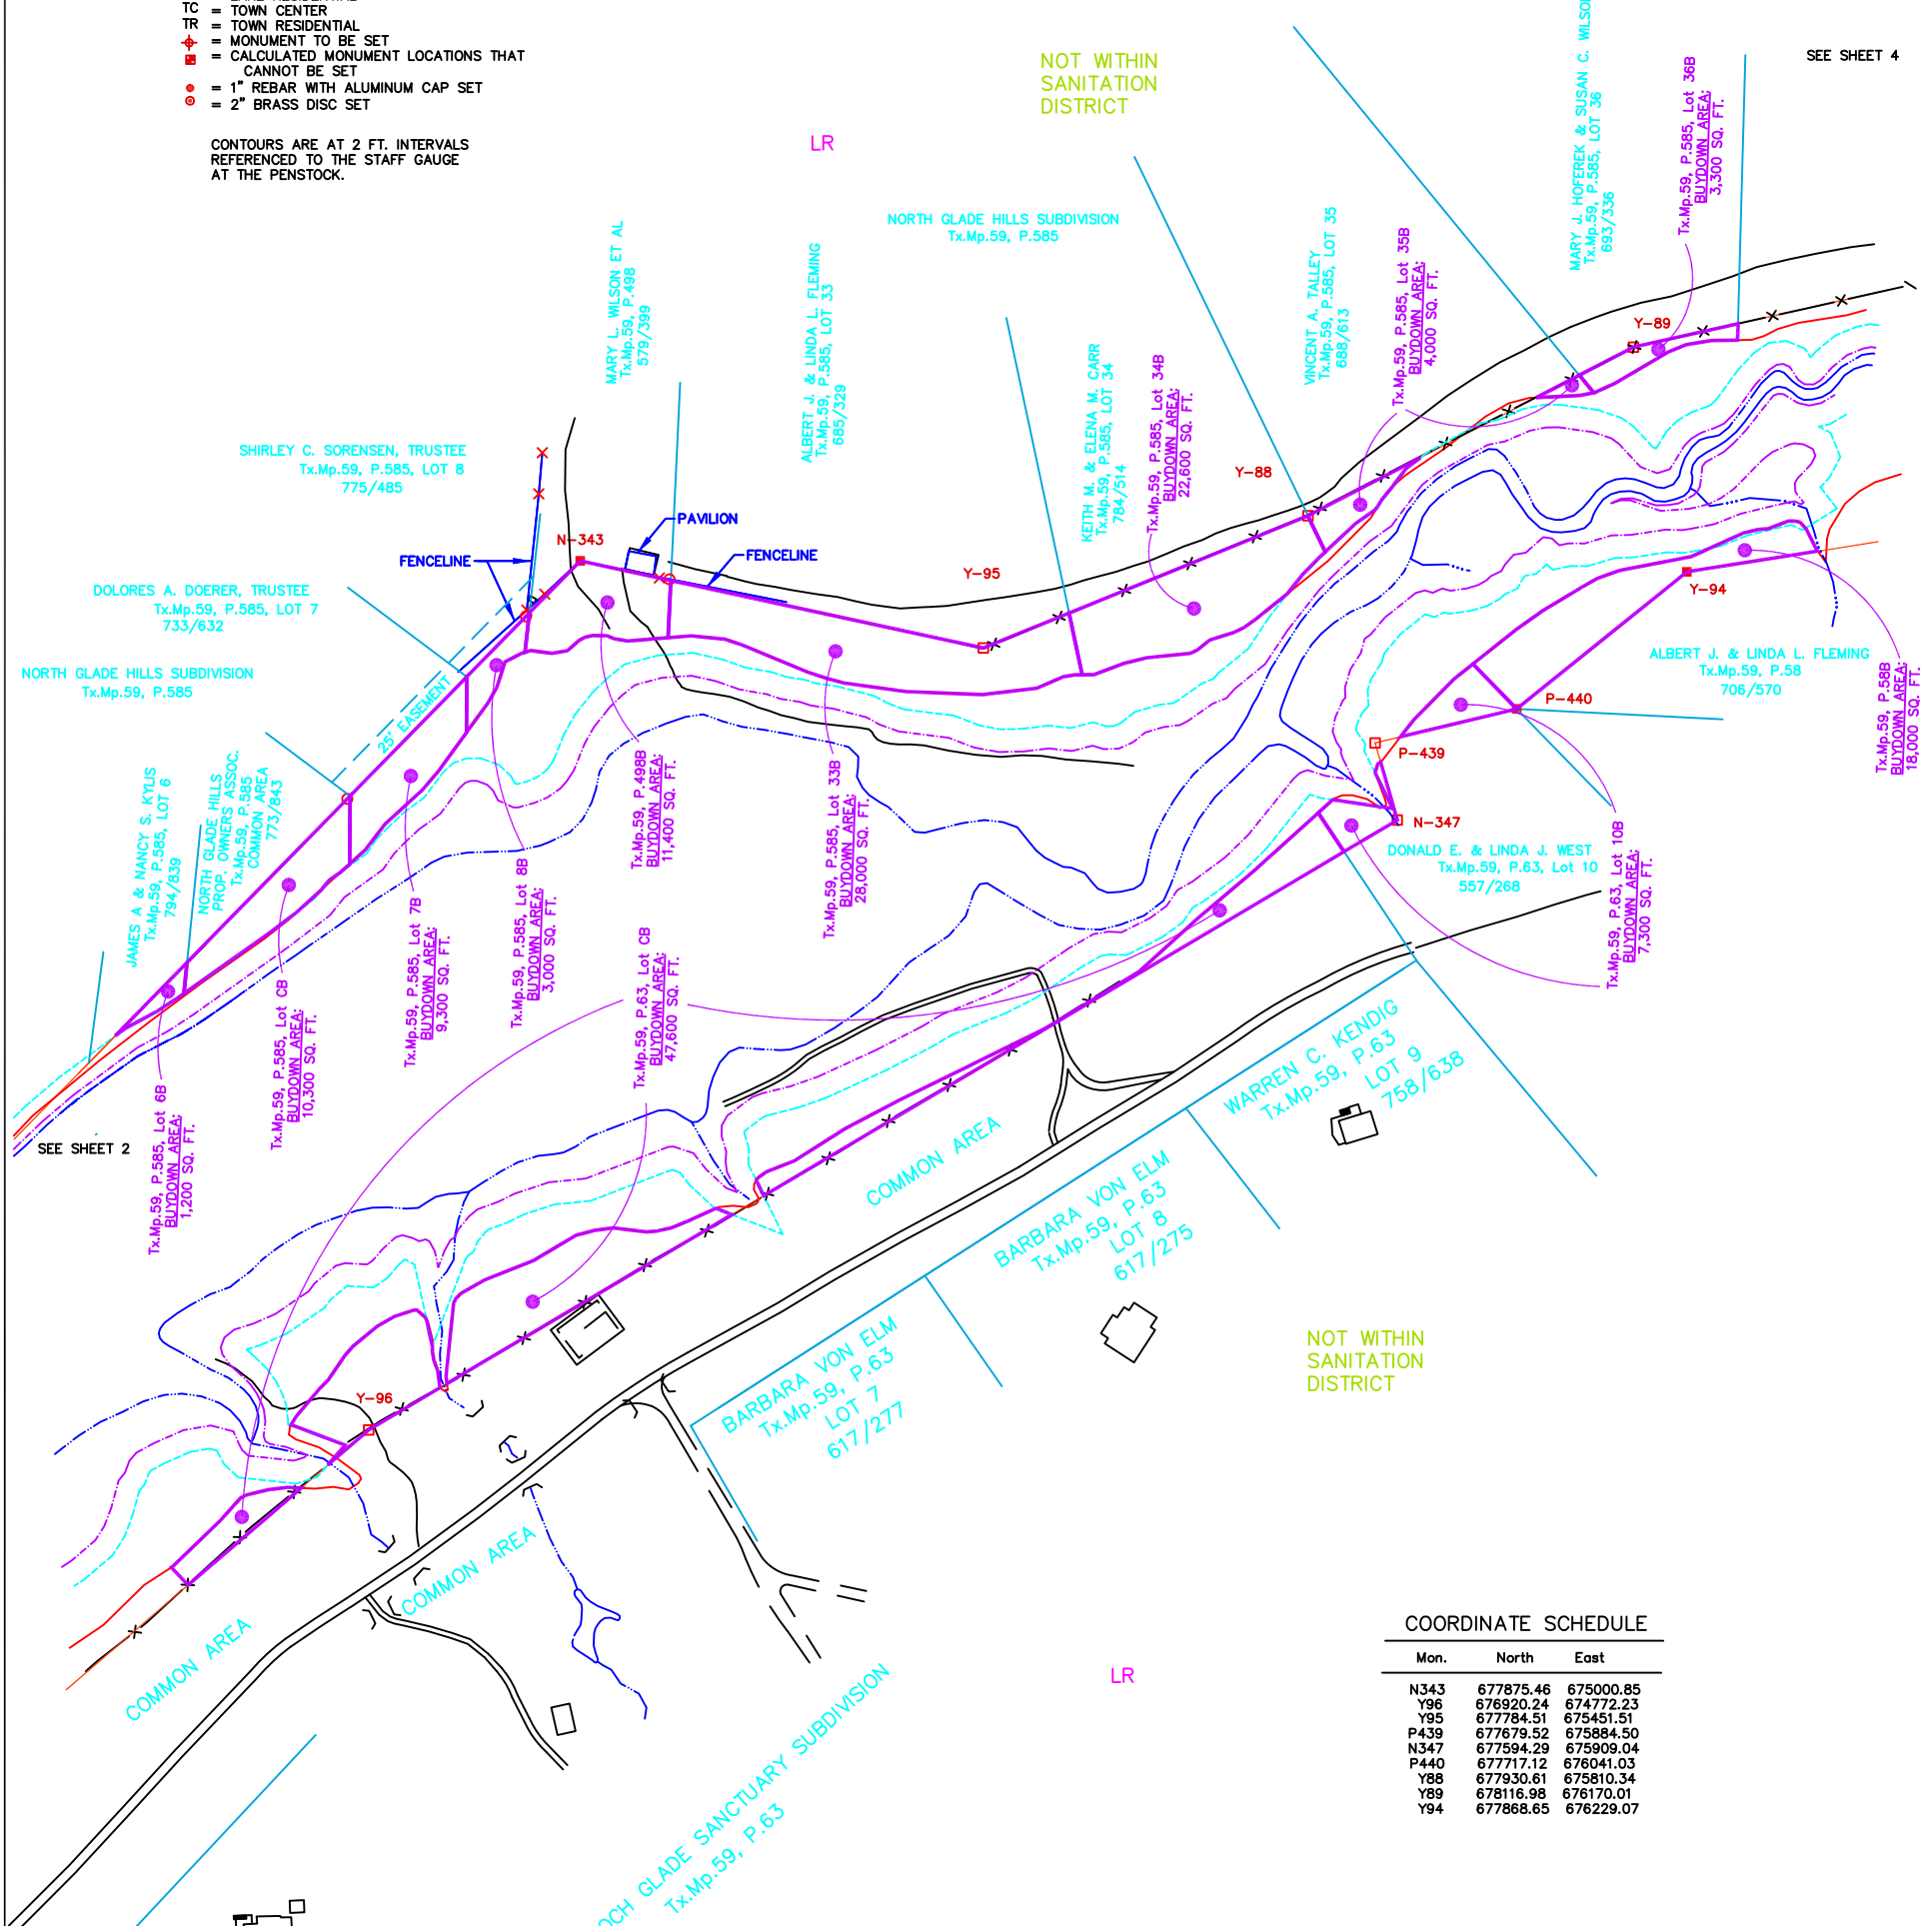 TC = TOWN CENTER
TR = TOWN RESIDENTIAL
= MONUMENT TO BE SET
= CALCULATED MONUMENT LOCATIONS THAT
CANNOT BE SET
= 1" REBAR WITH ALUMINUM CAP SET
= 2" BRASS DISC SET
CONTOURS ARE AT 2 FT. INTERVALS
REFERENCED TO THE STAFF GAUGE
AT THE PENSTOCK.
NOT WITHIN
SANITATION
DISTRICT
SEE SHEET 4
LR
NORTH GLADE HILLS SUBDIVISION
Tx.Mp.59, P.585
MARY J. HOFEREK & SUSAN C. WILSON
Tx.Mp.59, P.585, LOT 36
693/336
Tx.Mp.59, P.585, Lot 36B
BUYDOWN AREA:
3,300 SQ. FT.
MARY L. WILSON ET AL
Tx.Mp.59, P.498
579/399
ALBERT J. & LINDA L. FLEMING
Tx.Mp.59, P.585, LOT 33
685/329
KEITH M. & ELENA M. CARR
Tx.Mp.59, P.585, LOT 34
784/514
Tx.Mp.59, P.585, Lot 34B
BUYDOWN AREA:
22,600 SQ. FT.
VINCENT A. TALLEY
Tx.Mp.59, P.585, LOT 35
688/613
Tx.Mp.59, P.585, Lot 35B
BUYDOWN AREA:
4,000 SQ. FT.
Y-89
Y-88
SHIRLEY C. SORENSEN, TRUSTEE
Tx.Mp.59, P.585, LOT 8
775/485
PAVILION
N-343
FENCELINE
FENCELINE
Y-95
Y-94
DOLORES A. DOERER, TRUSTEE
Tx.Mp.59, P.585, LOT 7
733/632
NORTH GLADE HILLS SUBDIVISION
Tx.Mp.59, P.585
25' EASEMENT
ALBERT J. & LINDA L. FLEMING
Tx.Mp.59, P.58
706/570
P-440
P-439
Tx.Mp.59, P.58B
BUYDOWN AREA:
18,000 SQ. FT.
JAMES A & NANCY S. KYLIS
Tx.Mp.59, P.585, LOT 6
794/839
NORTH GLADE HILLS
PROP. OWNERS ASSOC.
Tx.Mp.59, P.585
COMMON AREA
773/843
Tx.Mp.59, P.498B
BUYDOWN AREA:
11,400 SQ. FT.
Tx.Mp.59, P.585, Lot 33B
BUYDOWN AREA:
28,000 SQ. FT.
N-347
DONALD E. & LINDA J. WEST
Tx.Mp.59, P.63, Lot 10
557/268
Tx.Mp.59, P.63, Lot 10B
BUYDOWN AREA:
7,300 SQ. FT.
Tx.Mp.59, P.585, Lot 6B
BUYDOWN AREA:
1,200 SQ. FT.
Tx.Mp.59, P.585, Lot CB
BUYDOWN AREA:
10,300 SQ. FT.
Tx.Mp.59, P.585, Lot 7B
BUYDOWN AREA:
9,300 SQ. FT.
Tx.Mp.59, P.585, Lot 8B
BUYDOWN AREA:
3,000 SQ. FT.
Tx.Mp.59, P.63, Lot CB
BUYDOWN AREA:
47,600 SQ. FT.
SEE SHEET 2
WARREN C. KENDIG
Tx.Mp.59, P.63
LOT 9
758/638
COMMON AREA
BARBARA VON ELM
Tx.Mp.59, P.63
LOT 8
617/275
BARBARA VON ELM
Tx.Mp.59, P.63
LOT 7
617/277
NOT WITHIN
SANITATION
DISTRICT
Y-96
COMMON AREA
COMMON AREA
LR
OCH GLADE SANCTUARY SUBDIVISION
Tx.Mp.59, P.63
COORDINATE SCHEDULE
Mon. North East
N343 677875.46 675000.85
Y96 676920.24 674772.23
Y95 677784.51 675451.51
P439 677679.52 675884.50
N347 677594.29 675909.04
P440 677717.12 676041.03
Y88 677930.61 675810.34
Y89 678116.98 676170.01
Y94 677868.65 676229.07